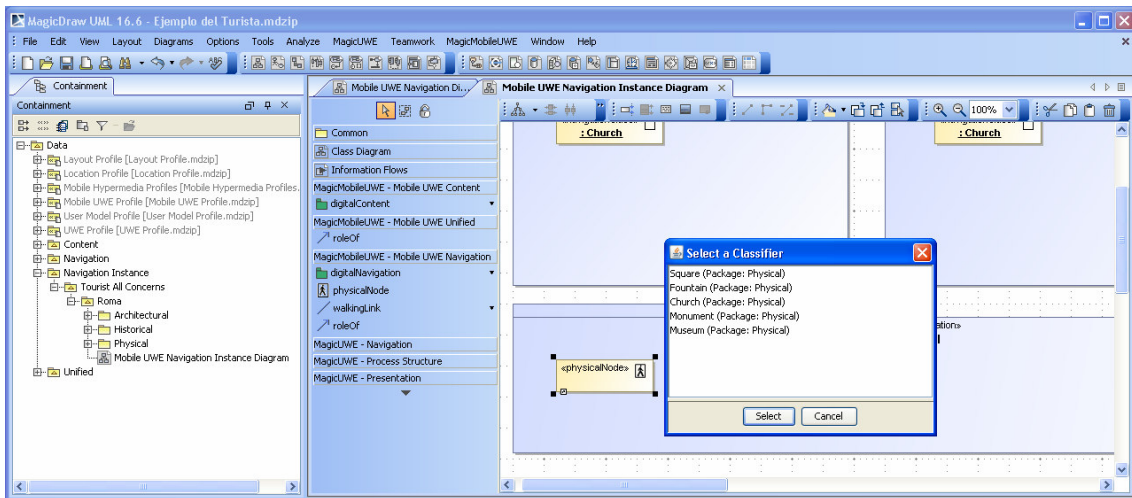 MagicDraw UML 16.6 - Ejemplo del Turista.mdzip
File Edit View Layout Diagrams Options Tools Analyze MagicUWE Teamwork MagicMobileUWE Window Help
Containment
Containment
Data
Layout Profile [Layout Profile.mdzip]
Location Profile [Location Profile.mdzip]
Mobile Hypermedia Profiles [Mobile Hypermedia Profiles.
Mobile UWE Profile [Mobile UWE Profile.mdzip]
User Model Profile [User Model Profile.mdzip]
UWE Profile [UWE Profile.mdzip]
Content
Navigation
Navigation Instance
Tourist All Concerns
Roma
Architectural
Historical
Physical
Mobile UWE Navigation Instance Diagram
Unified
Mobile UWE Navigation Di...
Mobile UWE Navigation Instance Diagram
100%
Common
Class Diagram
Information Flows
MagicMobileUWE - Mobile UWE Content
digitalContent
MagicMobileUWE - Mobile UWE Unified
roleOf
MagicMobileUWE - Mobile UWE Navigation
digitalNavigation
physicalNode
walkingLink
roleOf
MagicUWE - Navigation
MagicUWE - Process Structure
MagicUWE - Presentation
: Church
: Church
«physicalNode»
ation»
Select a Classifier
Square (Package: Physical)
Fountain (Package: Physical)
Church (Package: Physical)
Monument (Package: Physical)
Museum (Package: Physical)
Select Cancel